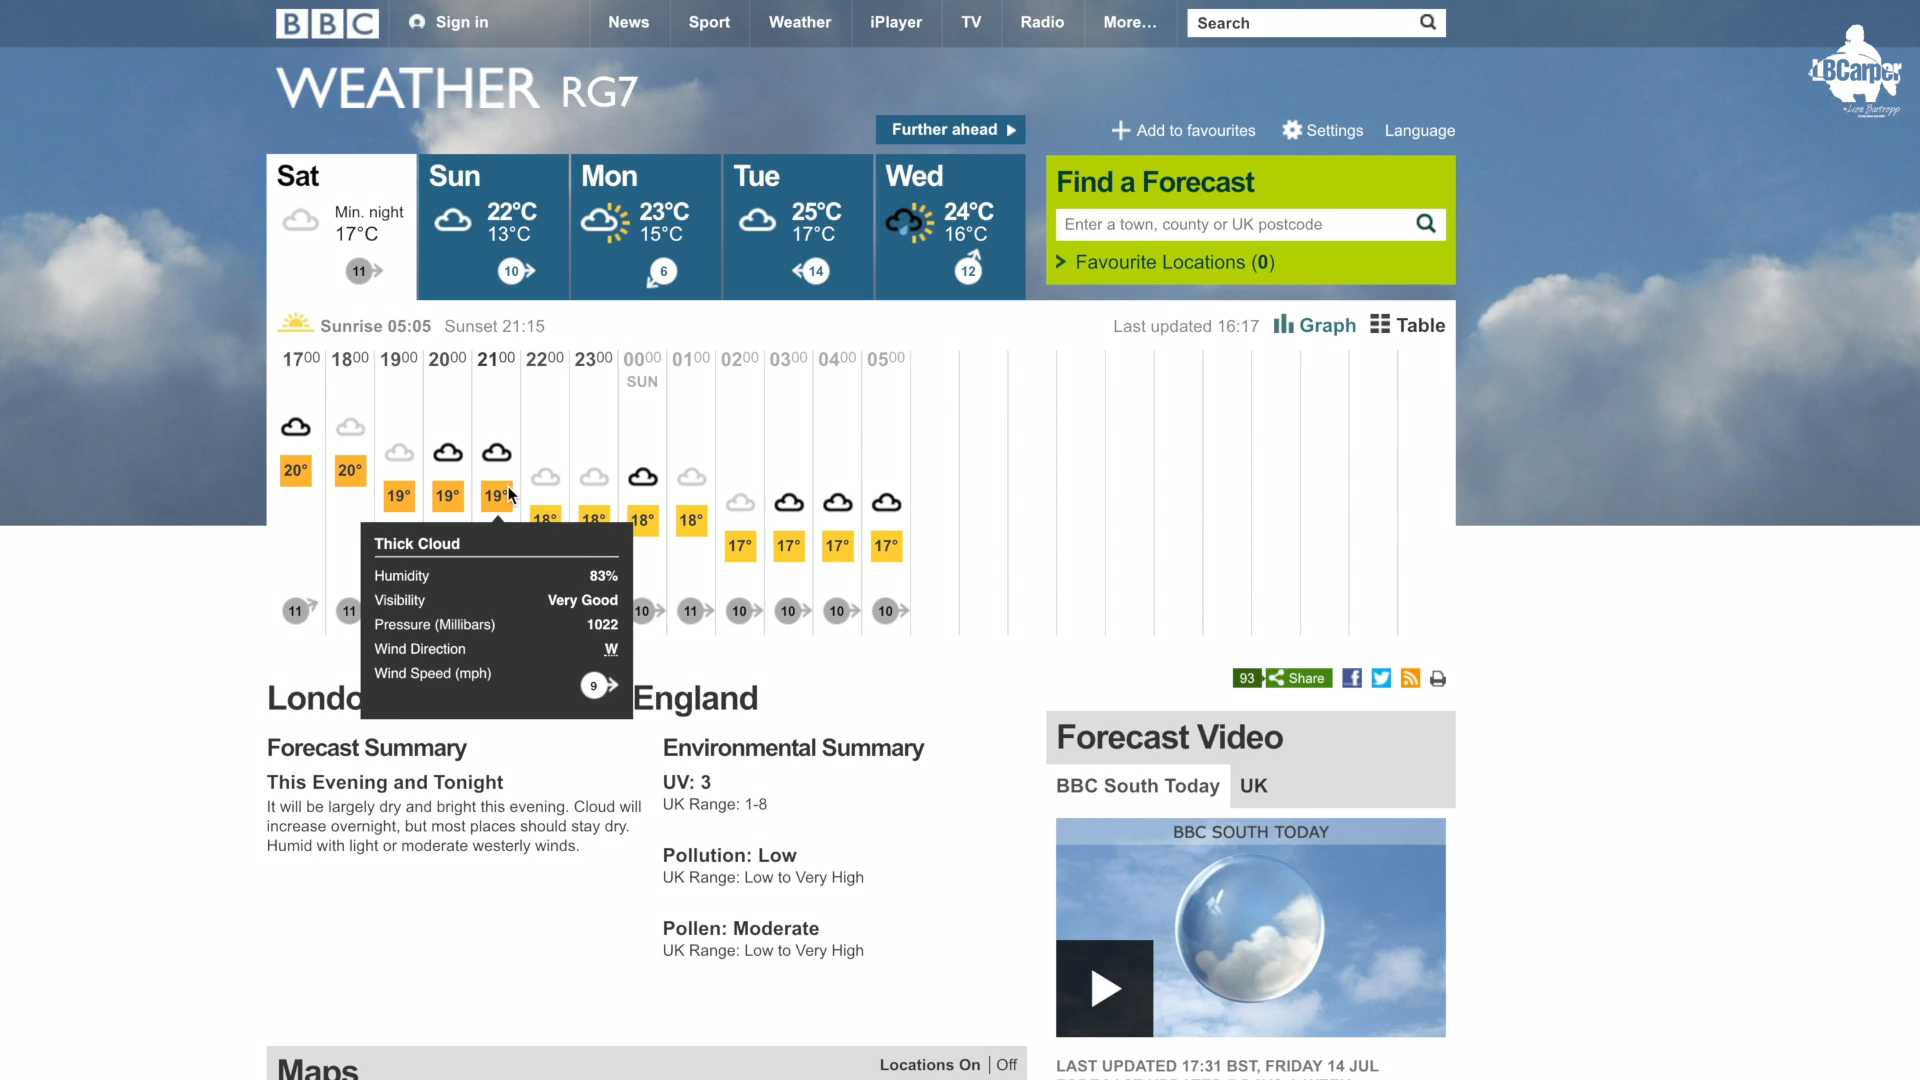 BBC Sign in News Sport Weather iPlayer TV Radio More... Search
LBCarper
WEATHER RG7
Further ahead
Add to favourites Settings Language
Sat Sun Mon Tue Wed
Min. night
17°C
11
22°C
13°C
10
23°C
15°C
6
25°C
17°C
14
24°C
16°C
12
Find a Forecast
Enter a town, county or UK postcode
> Favourite Locations (0)
Sunrise 05:05 Sunset 21:15
Last updated 16:17 Graph Table
1700 1800 1900 2000 2100 2200 2300 0000 0100 0200 0300 0400 0500
SUN
20° 20° 19° 19° 19° 18° 18° 18° 18° 17° 17° 17° 17°
11 11 10 11 10 10 10 10
Thick Cloud
Humidity 83%
Visibility Very Good
Pressure (Millibars) 1022
Wind Direction W
Wind Speed (mph) 9
93 Share
England
Forecast Summary
This Evening and Tonight
It will be largely dry and bright this evening. Cloud will
increase overnight, but most places should stay dry.
Humid with light or moderate westerly winds.
Environmental Summary
UV: 3
UK Range: 1-8
Pollution: Low
UK Range: Low to Very High
Pollen: Moderate
UK Range: Low to Very High
Forecast Video
BBC South Today UK
BBC SOUTH TODAY
LAST UPDATED 17:31 BST, FRIDAY 14 JUL
Maps
Locations On | Off